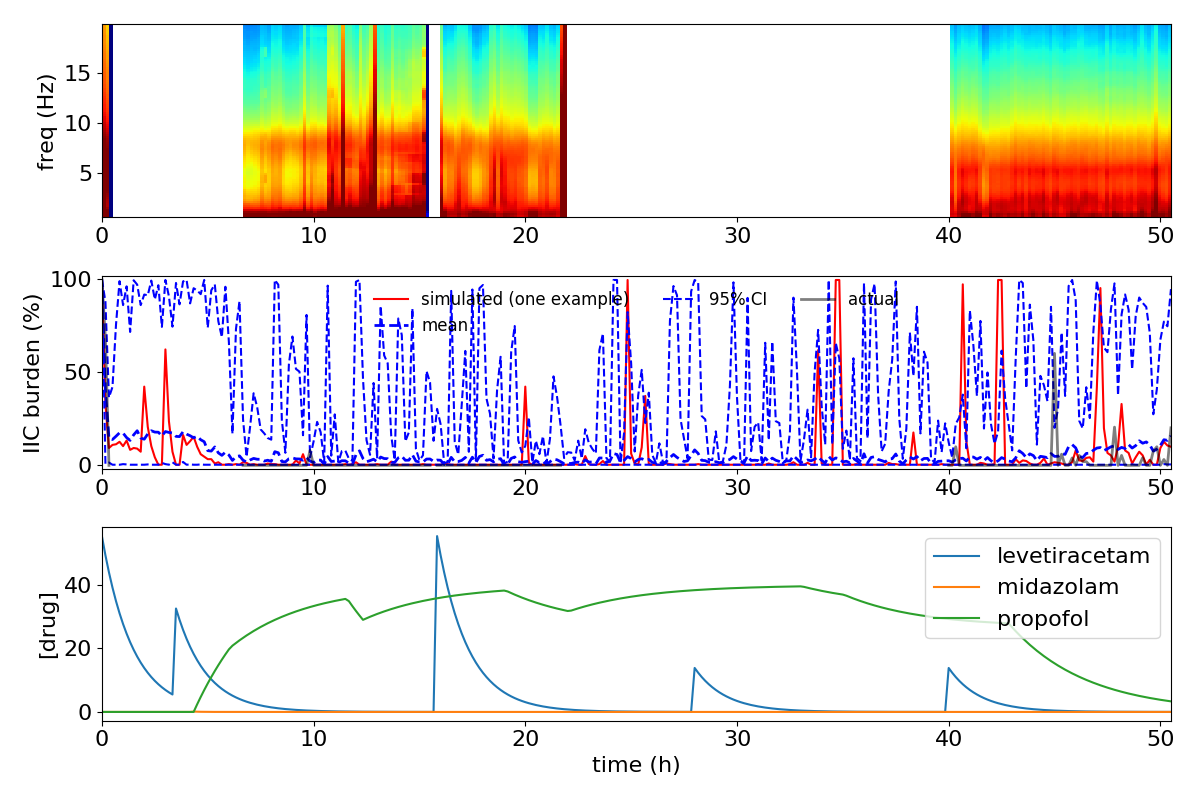 freq (Hz)
15
10
5
0 10 20 30 40 50
IIC burden (%)
100
50
0
simulated (one example) 95% CI actual
mean
0 10 20 30 40 50
[drug]
40
20
0
levetiracetam
midazolam
propofol
0 10 20 30 40 50
time (h)